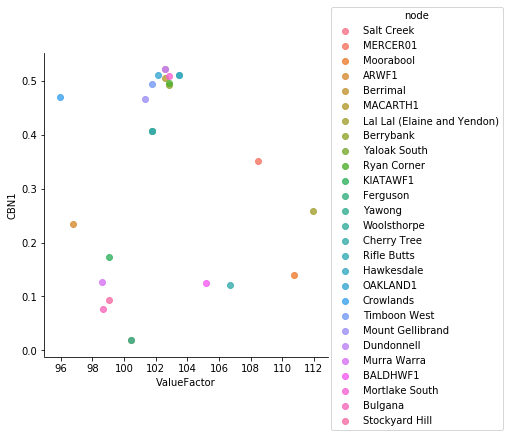 node
Salt Creek
MERCER01
Moorabool
ARWF1
Berrimal
MACARTH1
Lal Lal (Elaine and Yendon)
Berrybank
Yaloak South
Ryan Corner
KIATAWF1
Ferguson
Yawong
Woolsthorpe
Cherry Tree
Rifle Butts
Hawkesdale
OAKLAND1
Crowlands
Timboon West
Mount Gellibrand
Dundonnell
Murra Warra
BALDHWF1
Mortlake South
Bulgana
Stockyard Hill
CBN1
0.5
0.4
0.3
0.2
0.1
0.0
96 98 100 102 104 106 108 110 112
ValueFactor